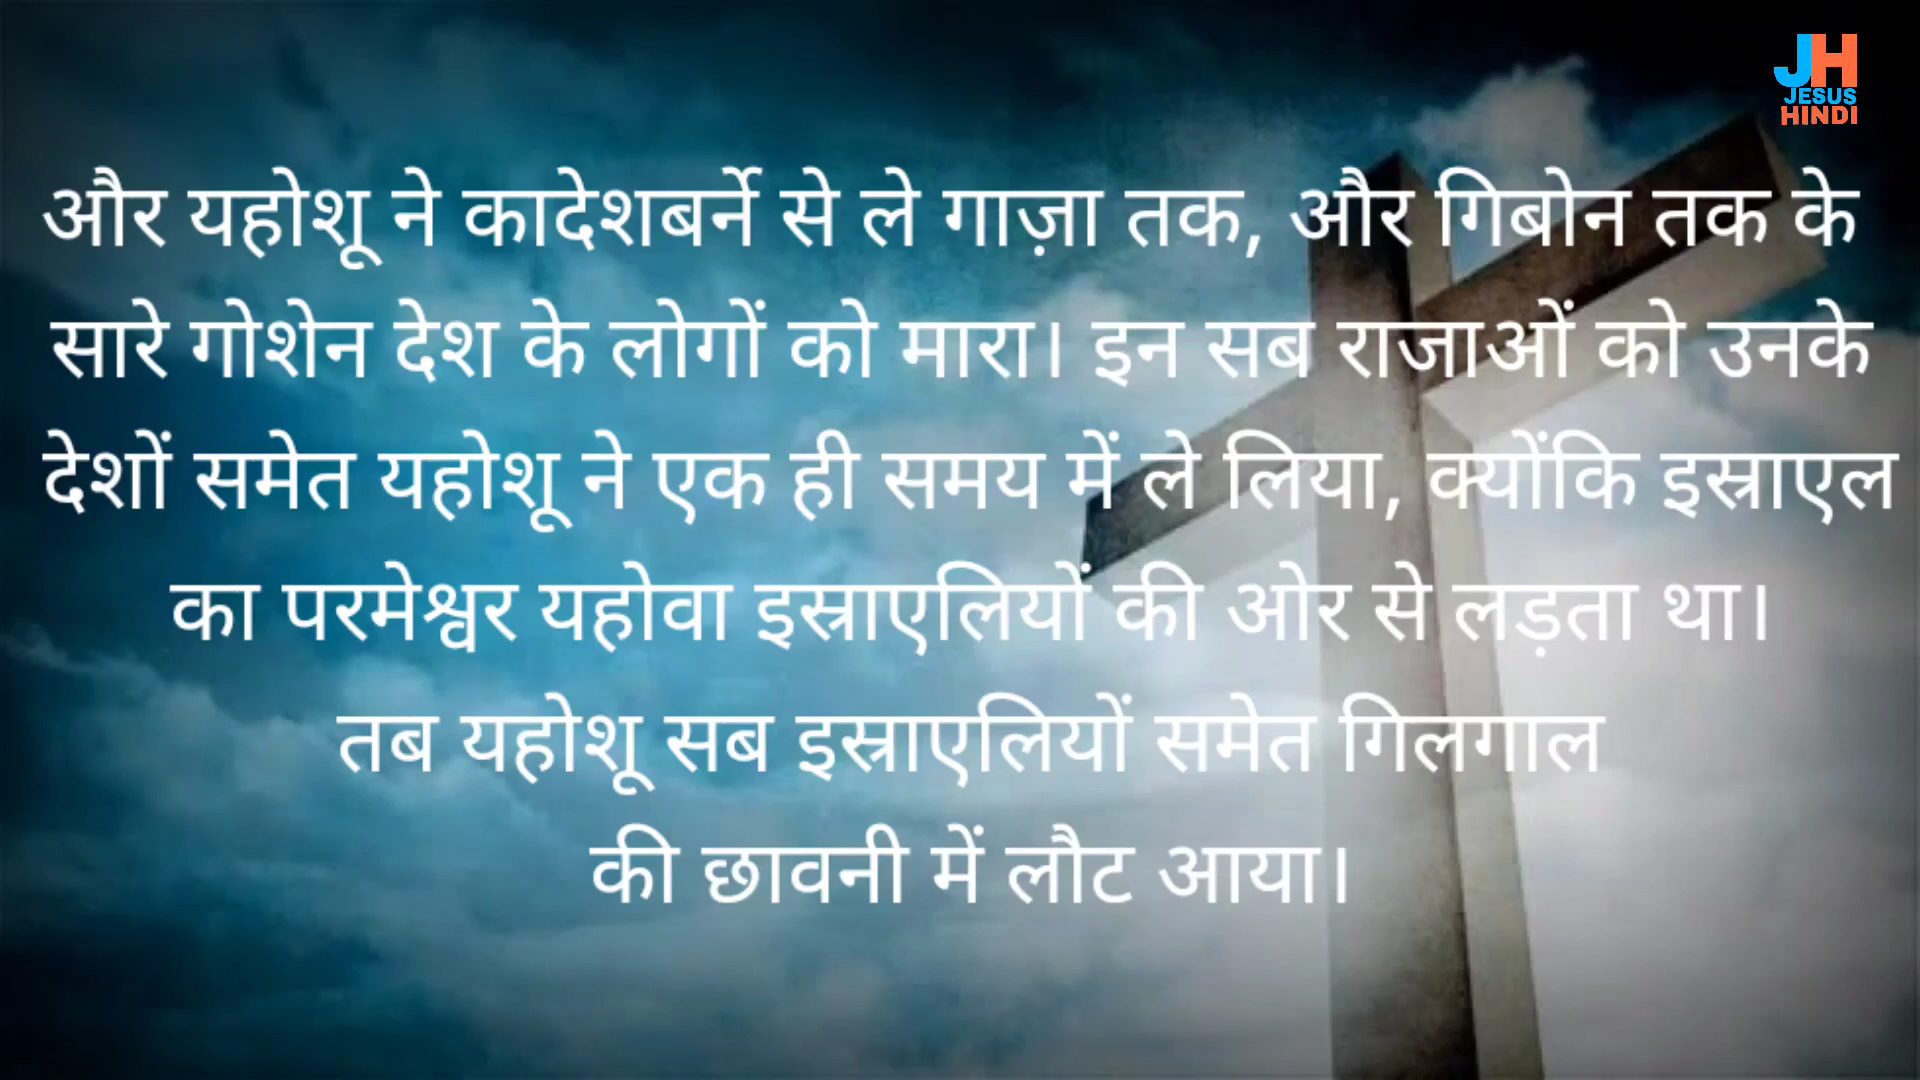 JH
JESUS
HINDI
और यहोशू ने कादेशबर्ने से ले गाज़ा तक, और गिबोन तक के
सारे गोशेन देश के लोगों को मारा। इन सब राजाओं को उनके
देशों समेत यहोशू ने एक ही समय में ले लिया, क्योंकि इस्राएल
का परमेश्वर यहोवा इस्राएलियों की ओर से लड़ता था।
तब यहोशू सब इस्राएलियों समेत गिलगाल
की छावनी में लौट आया।